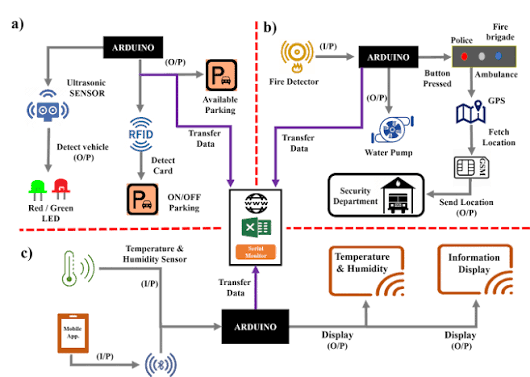 a)
ARDUINO
(O/P)
Ultrasonic
SENSOR
Available
Parking
RFID
Transfer
Data
Detect vehicle
(O/P)
Detect
Card
Red / Green
LED
ON/OFF
Parking
b)
(I/P)
ARDUINO
Fire
brigade
Police
Fire Detector
Button
Pressed
Ambulance
(O/P)
GPS
Transfer
Data
Water Pump
Fetch
Location
GSM
Security
Department
Send Location
(O/P)
Serial
Monitor
c)
Temperature &
Humidity Sensor
(I/P)
Transfer
Data
Temperature
& Humidity
Information
Display
Mobile
App.
(I/P)
ARDUINO
Display
(O/P)
Display
(O/P)